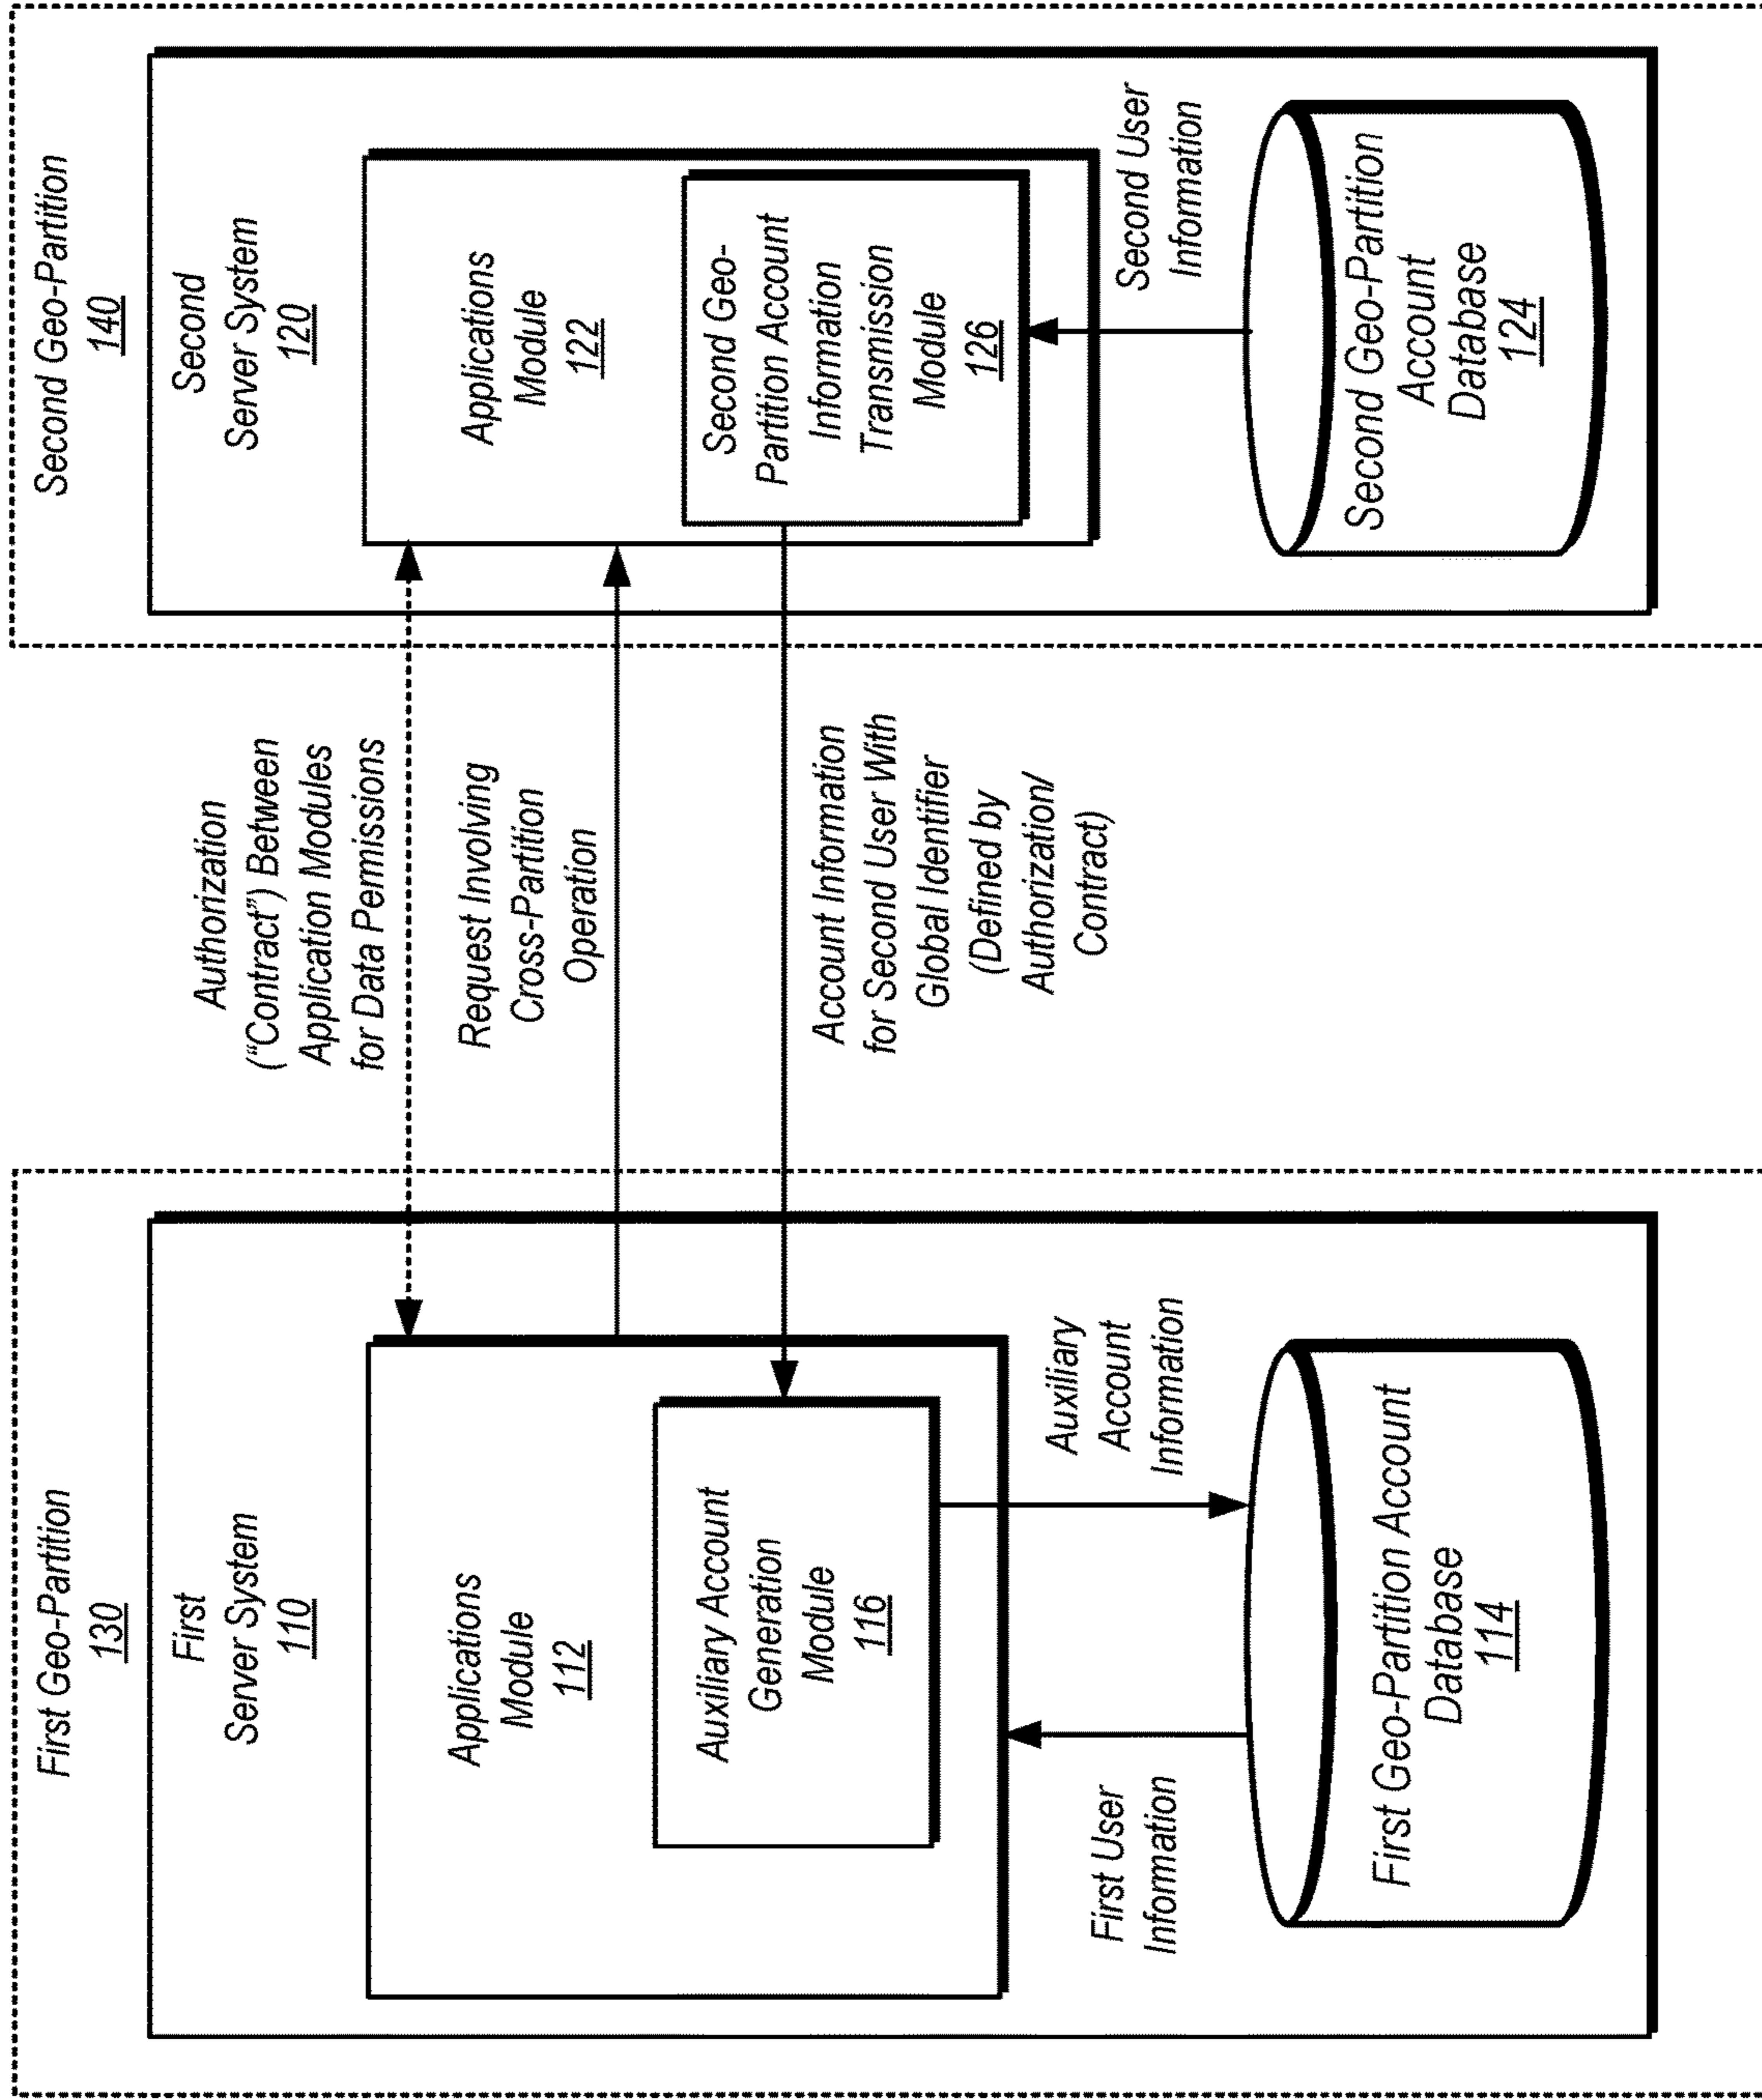 First Geo-Partition
130
First
Server System
110
Applications
Module
112
Auxiliary Account
Generation
Module
116
First User
Information
Auxiliary
Account
Information
First Geo-Partition Account
Database
114
Authorization
("Contract") Between
Application Modules
for Data Permissions
Request Involving
Cross-Partition
Operation
Account Information
for Second User With
Global Identifier
(Defined by
Authorization/
Contract)
Second Geo-Partition
140
Second
Server System
120
Applications
Module
122
Second Geo-
Partition Account
Information
Transmission
Module
126
Second User
Information
Second Geo-Partition
Account
Database
124